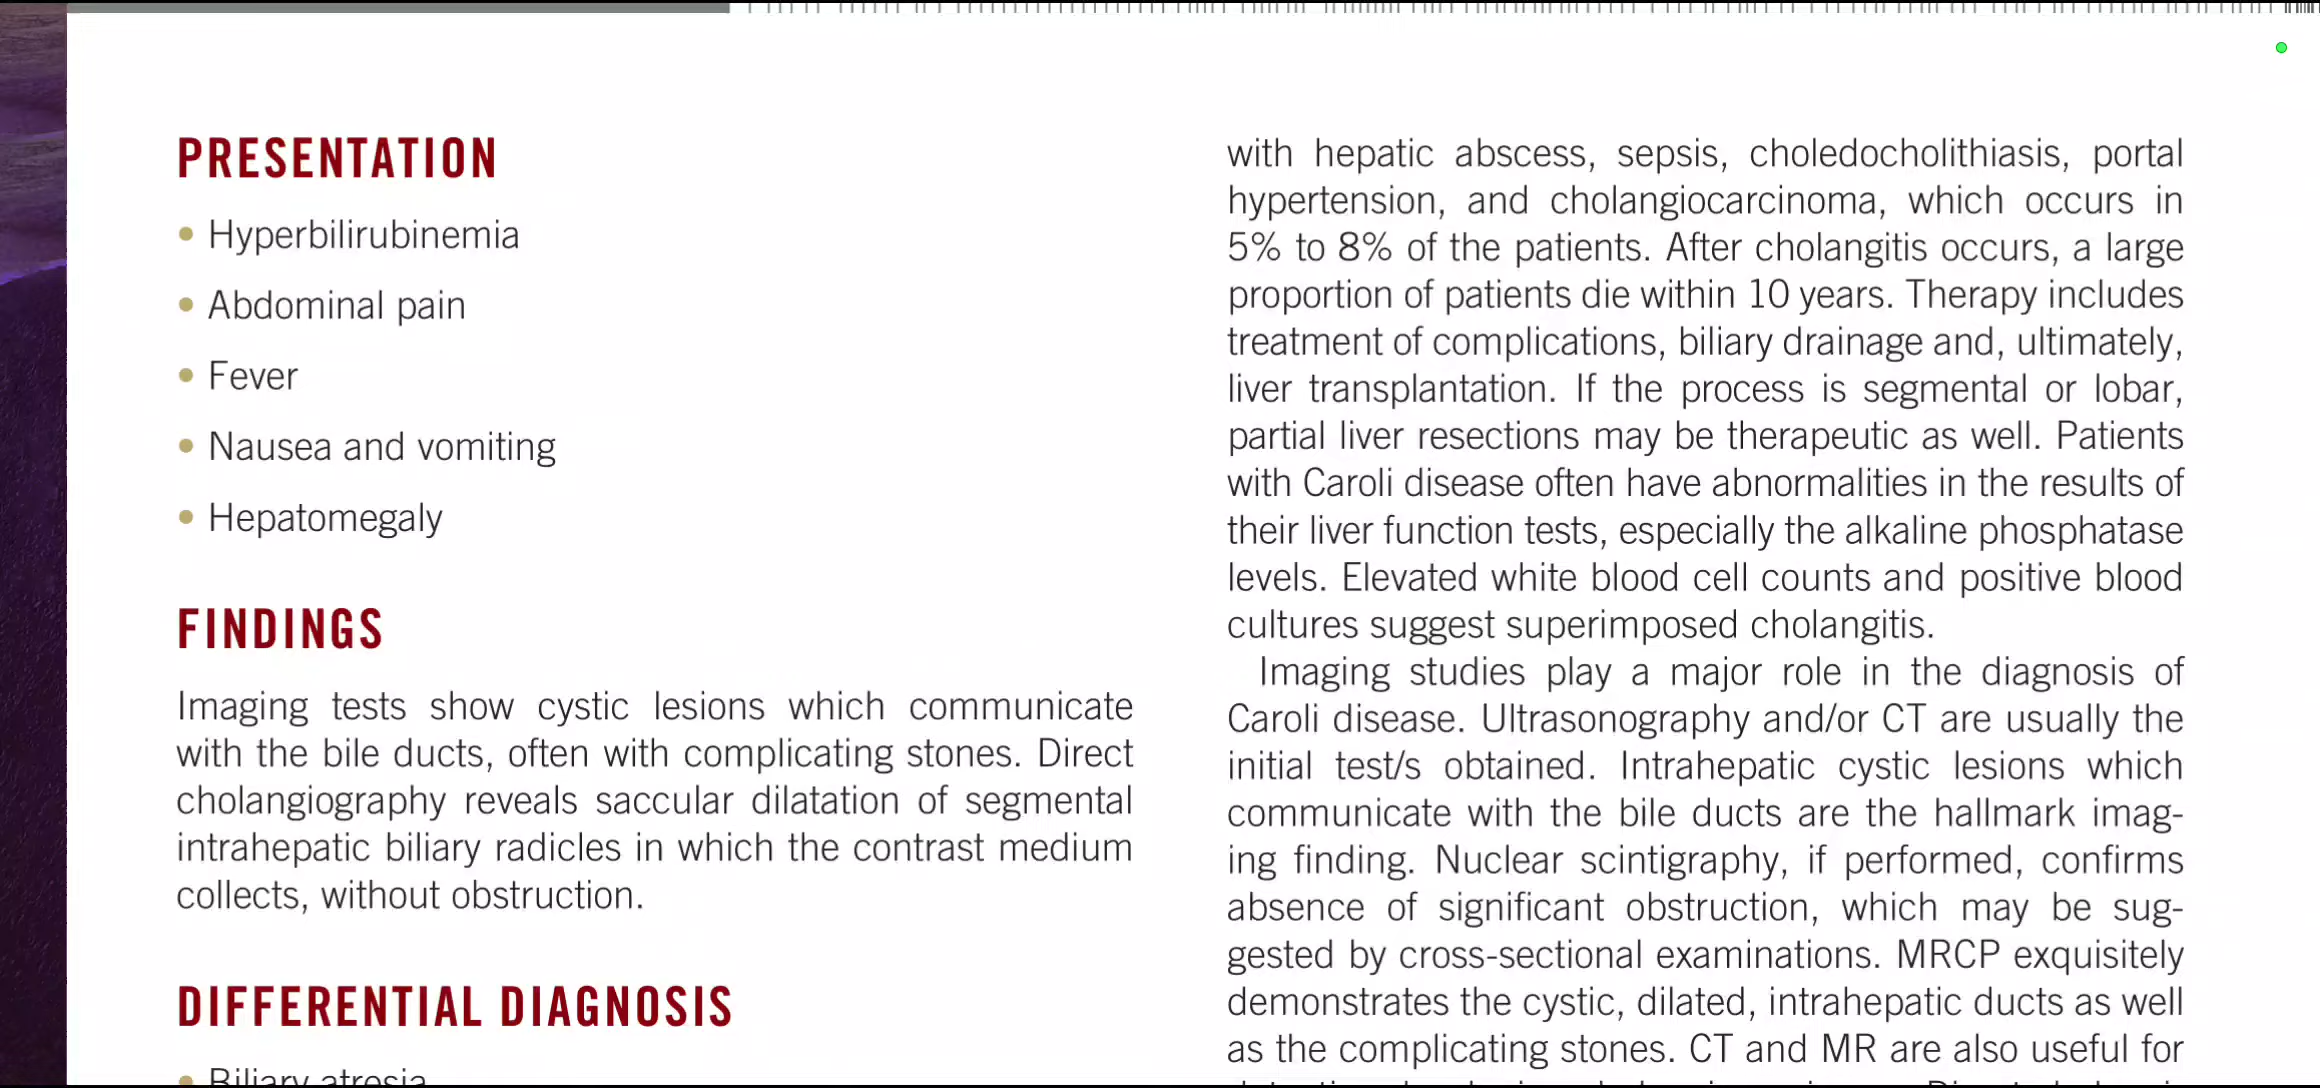 PRESENTATION
• Hyperbilirubinemia
• Abdominal pain
• Fever
• Nausea and vomiting
• Hepatomegaly
FINDINGS
Imaging tests show cystic lesions which communicate
with the bile ducts, often with complicating stones. Direct
cholangiography reveals saccular dilatation of segmental
intrahepatic biliary radicles in which the contrast medium
collects, without obstruction.
DIFFERENTIAL DIAGNOSIS
• Biliary atresia
with hepatic abscess, sepsis, choledocholithiasis, portal
hypertension, and cholangiocarcinoma, which occurs in
5% to 8% of the patients. After cholangitis occurs, a large
proportion of patients die within 10 years. Therapy includes
treatment of complications, biliary drainage and, ultimately,
liver transplantation. If the process is segmental or lobar,
partial liver resections may be therapeutic as well. Patients
with Caroli disease often have abnormalities in the results of
their liver function tests, especially the alkaline phosphatase
levels. Elevated white blood cell counts and positive blood
cultures suggest superimposed cholangitis.
Imaging studies play a major role in the diagnosis of
Caroli disease. Ultrasonography and/or CT are usually the
initial test/s obtained. Intrahepatic cystic lesions which
communicate with the bile ducts are the hallmark imag-
ing finding. Nuclear scintigraphy, if performed, confirms
absence of significant obstruction, which may be sug-
gested by cross-sectional examinations. MRCP exquisitely
demonstrates the cystic, dilated, intrahepatic ducts as well
as the complicating stones. CT and MR are also useful for